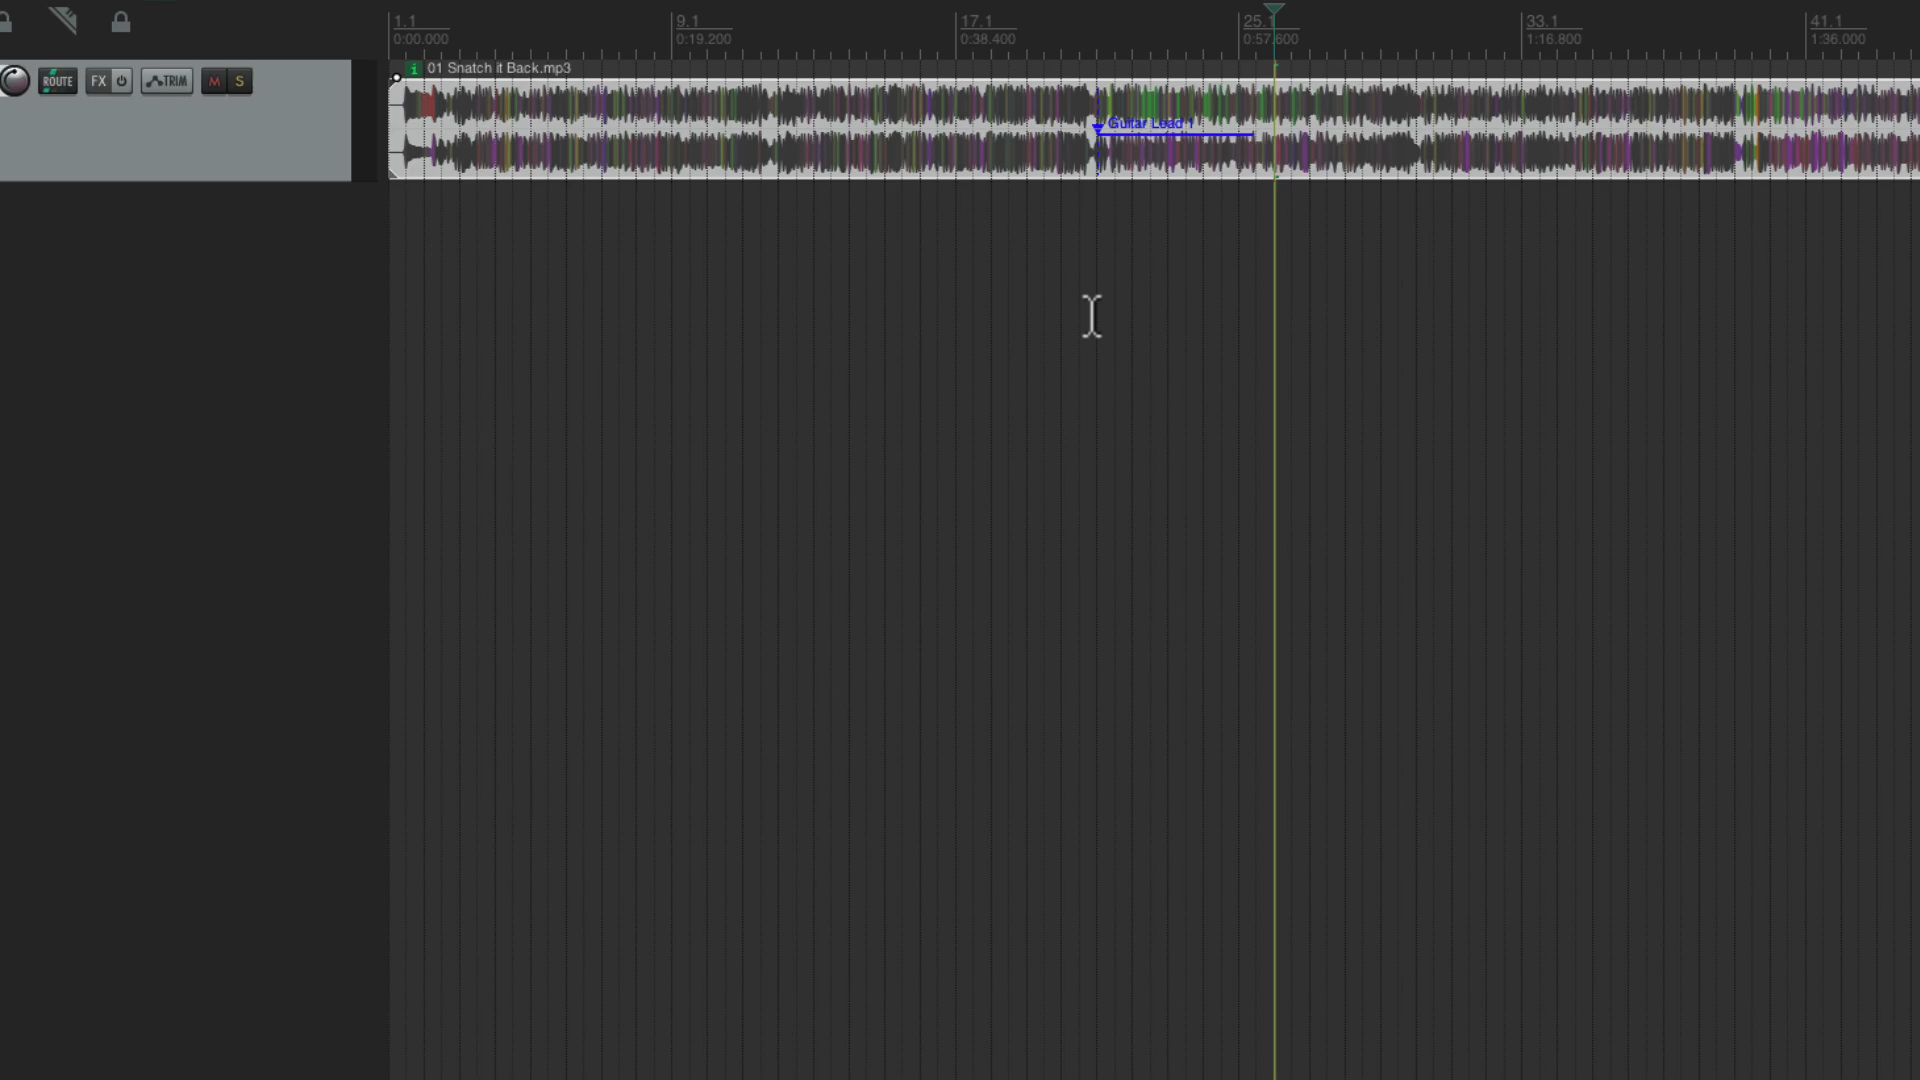 1.1 9.1 17.1 25.1 33.1 41.1
0:00.000 0:19.200 0:38.400 0:57.600 1:16.800 1:36.000
i 01 Snatch it Back.mp3
ROUTE FX TRIM M S
Guitar Lead 1